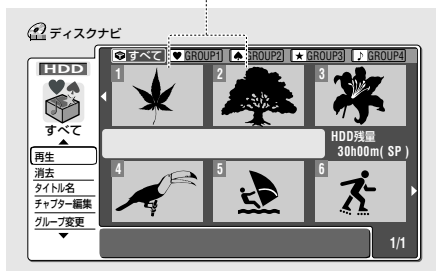 ディスクナビ
すべて GROUP1 GROUP2 GROUP3 GROUP4
HDD
すべて
再生
消去
タイトル名
チャプター編集
グループ変更
1 2 3
HDD残量
30h00m( SP )
4 5 6
1/1